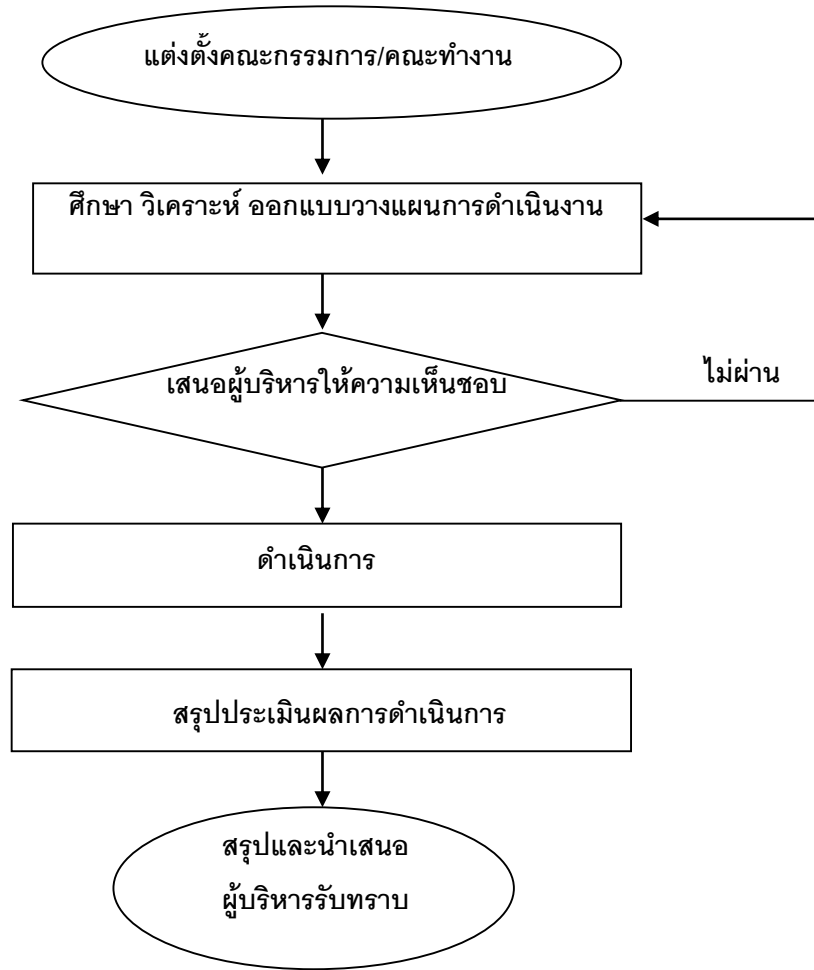 แต่งตั้งคณะกรรมการ/คณะทำงาน
ศึกษา วิเคราะห์ ออกแบบวางแผนการดำเนินงาน
เสนอผู้บริหารให้ความเห็นชอบ
ไม่ผ่าน
ดำเนินการ
สรุปประเมินผลการดำเนินการ
สรุปและนำเสนอ
ผู้บริหารรับทราบ